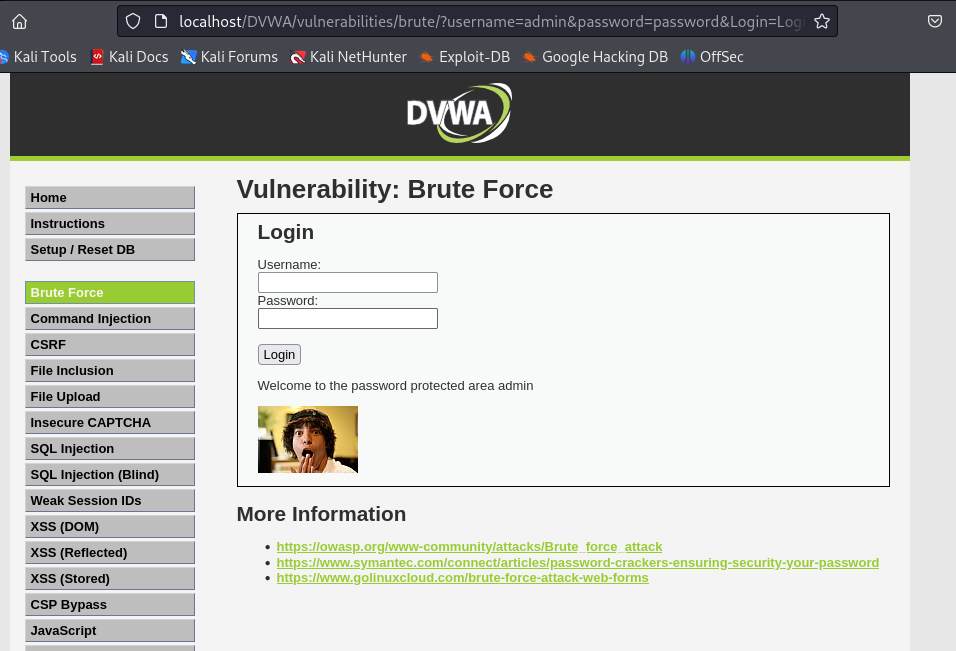 localhost/DVWA/vulnerabilities/brute/?username=admin&password=password&Login=Logi
Kali Tools Kali Docs Kali Forums Kali NetHunter Exploit-DB Google Hacking DB OffSec
DVWA
Home
Instructions
Setup / Reset DB
Brute Force
Command Injection
CSRF
File Inclusion
File Upload
Insecure CAPTCHA
SQL Injection
SQL Injection (Blind)
Weak Session IDs
XSS (DOM)
XSS (Reflected)
XSS (Stored)
CSP Bypass
JavaScript
Vulnerability: Brute Force
Login
Username:
Password:
Login
Welcome to the password protected area admin
More Information
https://owasp.org/www-community/attacks/Brute_force_attack
https://www.symantec.com/connect/articles/password-crackers-ensuring-security-your-password
https://www.golinuxcloud.com/brute-force-attack-web-forms